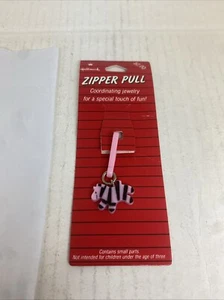 Hallmark
ZIPPER PULL
Coordinating jewelry
for a special touch of fun!
Contains small parts.
Not intended for children under the age of three.